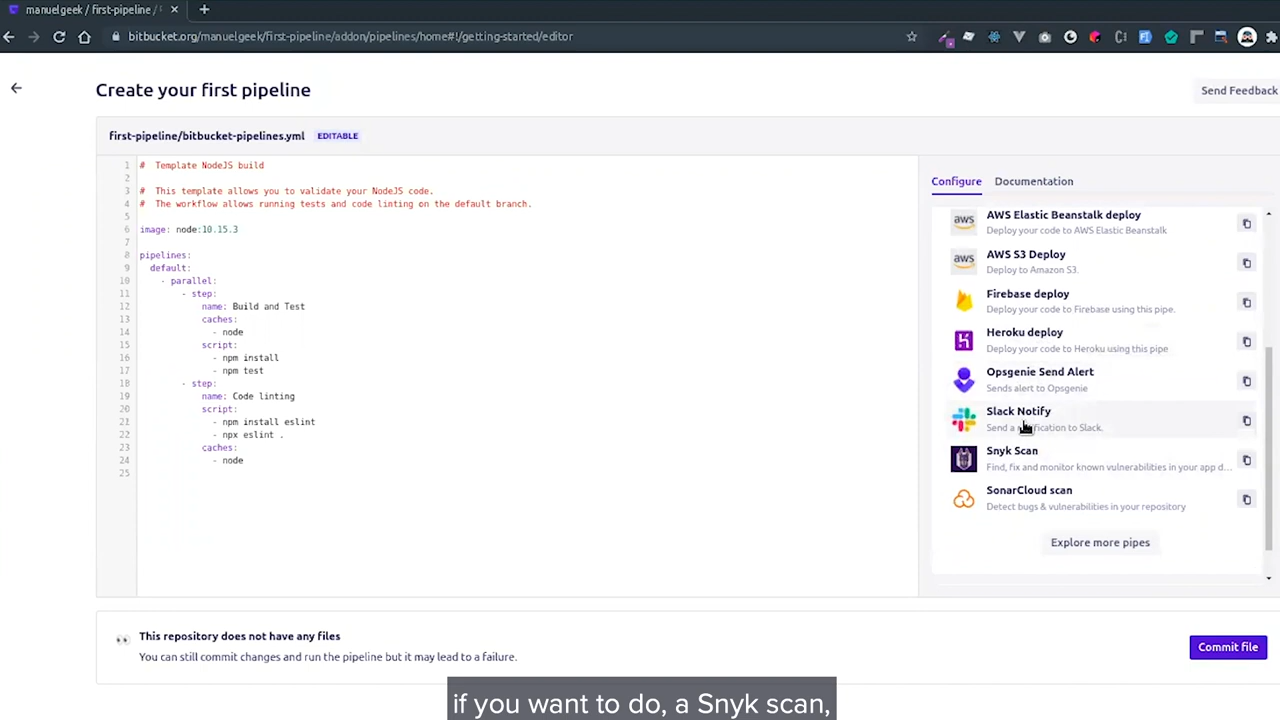 manuelgeek / first-pipeline /
bitbucket.org/manuelgeek/first-pipeline/addon/pipelines/home#!/getting-started/editor
Create your first pipeline
Send Feedback
first-pipeline/bitbucket-pipelines.yml EDITABLE
Configure Documentation
1 # Template NodeJS build
2
3 # This template allows you to validate your NodeJS code.
4 # The workflow allows running tests and code linting on the default branch.
5
6 image: node:10.15.3
7
8 pipelines:
9 default:
10 - parallel:
11 - step:
12 name: Build and Test
13 caches:
14 - node
15 script:
16 - npm install
17 - npm test
18 - step:
19 name: Code linting
20 script:
21 - npm install eslint
22 - npx eslint .
23 caches:
24 - node
25
aws AWS Elastic Beanstalk deploy
Deploy your code to AWS Elastic Beanstalk
aws AWS S3 Deploy
Deploy to Amazon S3.
Firebase deploy
Deploy your code to Firebase using this pipe.
Heroku deploy
Deploy your code to Heroku using this pipe
Opsgenie Send Alert
Sends alert to Opsgenie
Slack Notify
Send a to Slack.
Snyk Scan
Find, fix and monitor known vulnerabilities in your app d...
SonarCloud scan
Detect bugs & vulnerabilities in your repository
Explore more pipes
This repository does not have any files
You can still commit changes and run the pipeline but it may lead to a failure.
Commit file
if you want to do, a Snyk scan,